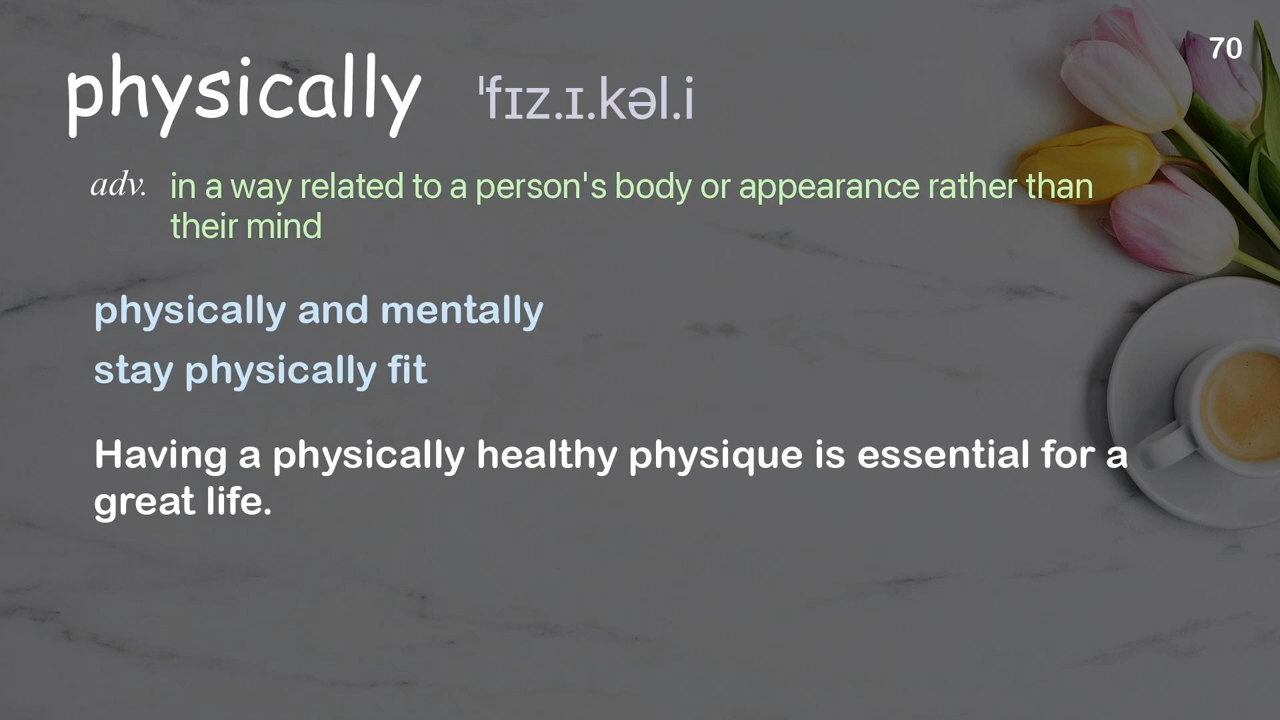 70
physically ˈfɪz.ɪ.kəl.i
adv. in a way related to a person's body or appearance rather than
their mind
physically and mentally
stay physically fit
Having a physically healthy physique is essential for a
great life.